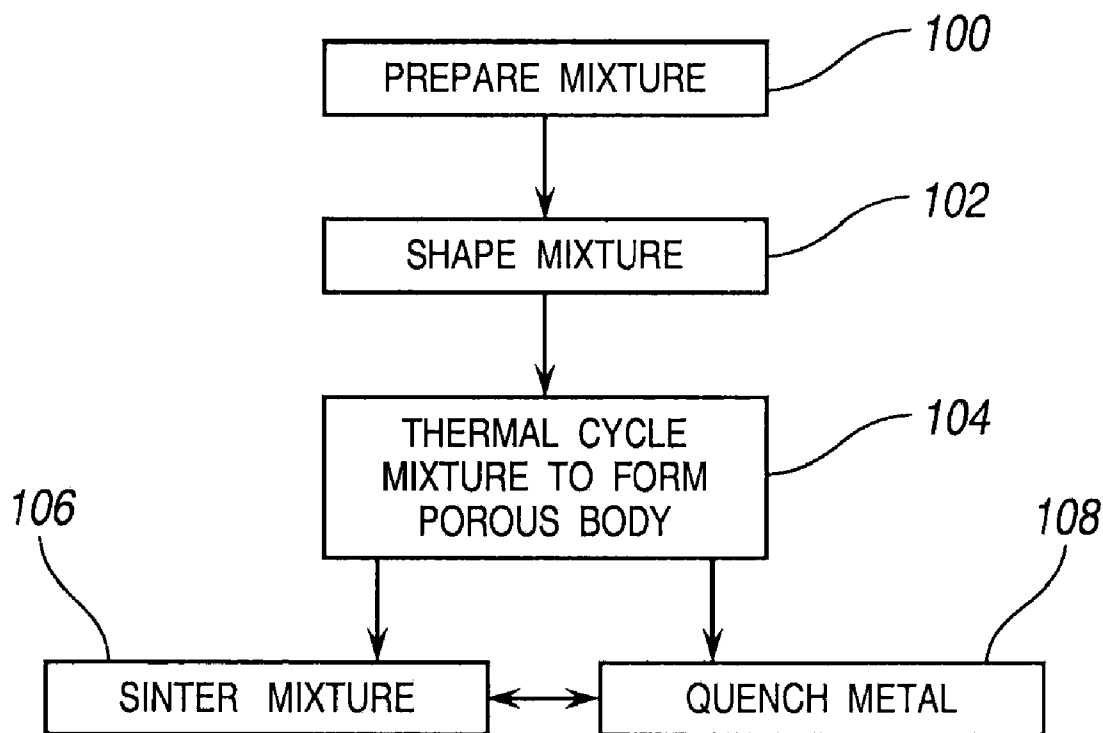 100
PREPARE MIXTURE
102
SHAPE MIXTURE
104
THERMAL CYCLE
MIXTURE TO FORM
POROUS BODY
106
108
SINTER MIXTURE
QUENCH METAL